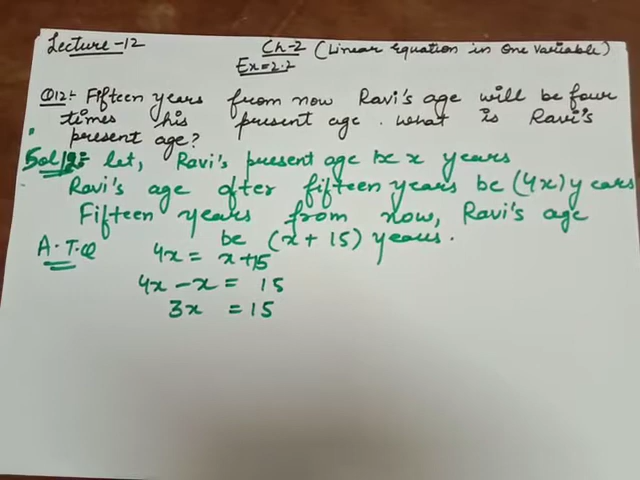 Lecture-12
Ch-2 (Linear Equation in One Variable)
Ex=2.2
Q12:- Fifteen years from now Ravi's age will be four
times his present age. What is Ravi's
present age?
Sol12:- let, Ravi's present age be x years
Ravi's age after fifteen years be (4x) years
Fifteen years from now, Ravi's age
be (x+15) years.
A.T.Q 4x = x+15
4x - x = 15
3x = 15